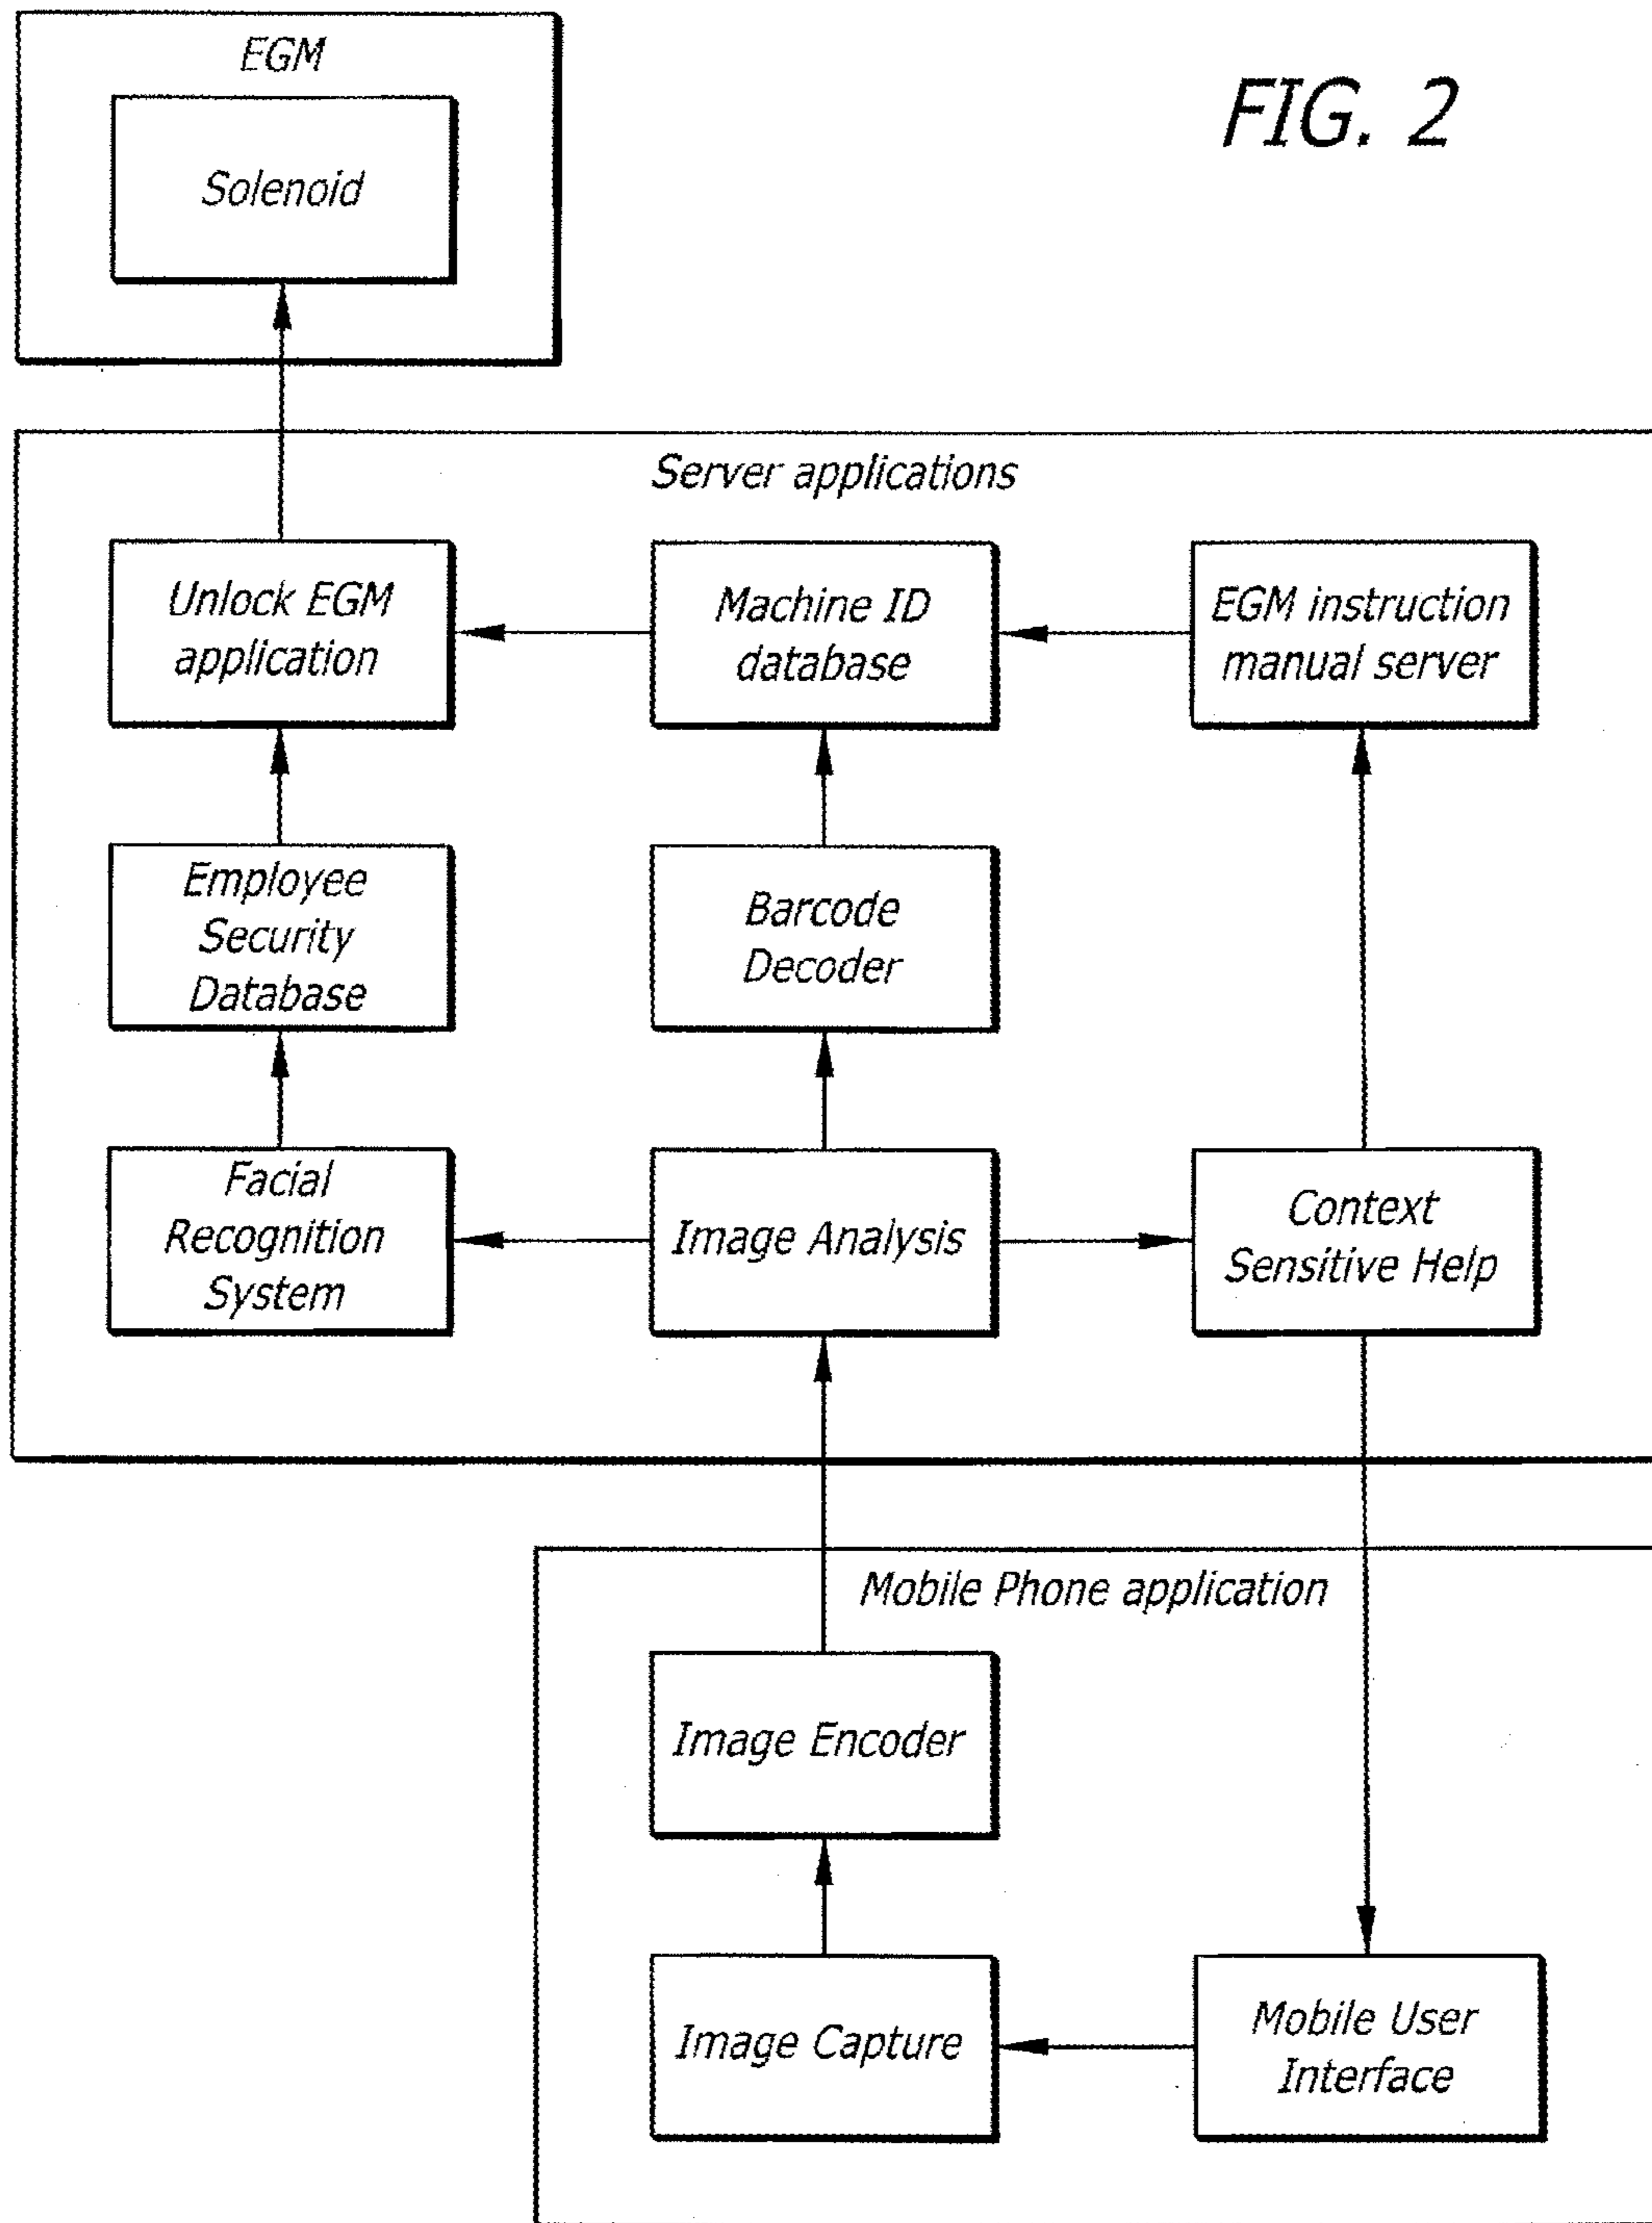 EGM
FIG. 2
Solenoid
Server applications
Unlock EGM
application
Machine ID
database
EGM instruction
manual server
Employee
Security
Database
Barcode
Decoder
Facial
Recognition
System
Image Analysis
Context
Sensitive Help
Mobile Phone application
Image Encoder
Image Capture
Mobile User
Interface